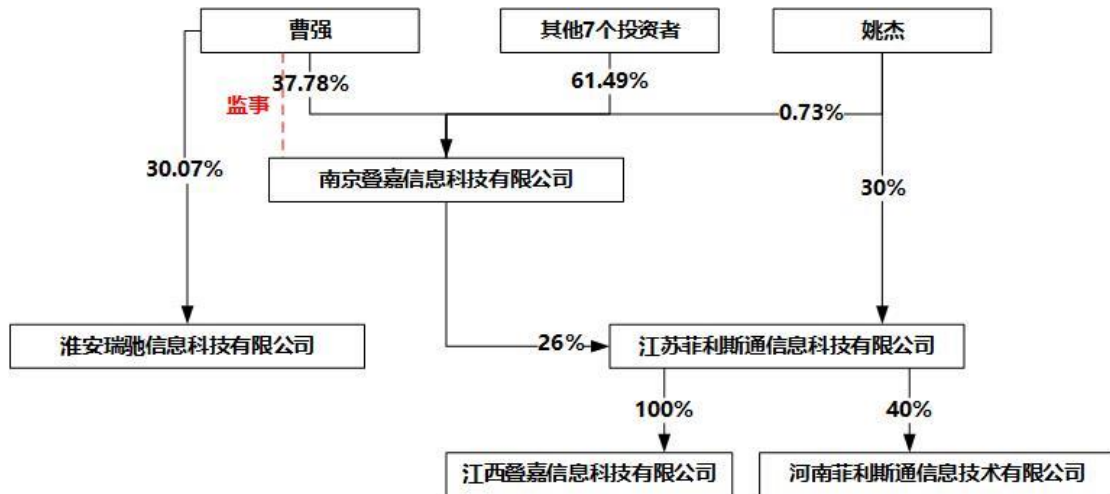 曹强
其他7个投资者
姚杰
37.78%
61.49%
监事
0.73%
30.07%
南京叠嘉信息科技有限公司
30%
淮安瑞驰信息科技有限公司
26%
江苏菲利斯通信息科技有限公司
100%
40%
江西叠嘉信息科技有限公司
河南菲利斯通信息技术有限公司